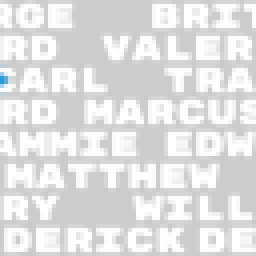 RGE BRIT
RD VALER
CARL TRA
RD MARCUS
AMMIE EDW
MATTHEW
RY WILL
DERICK DE